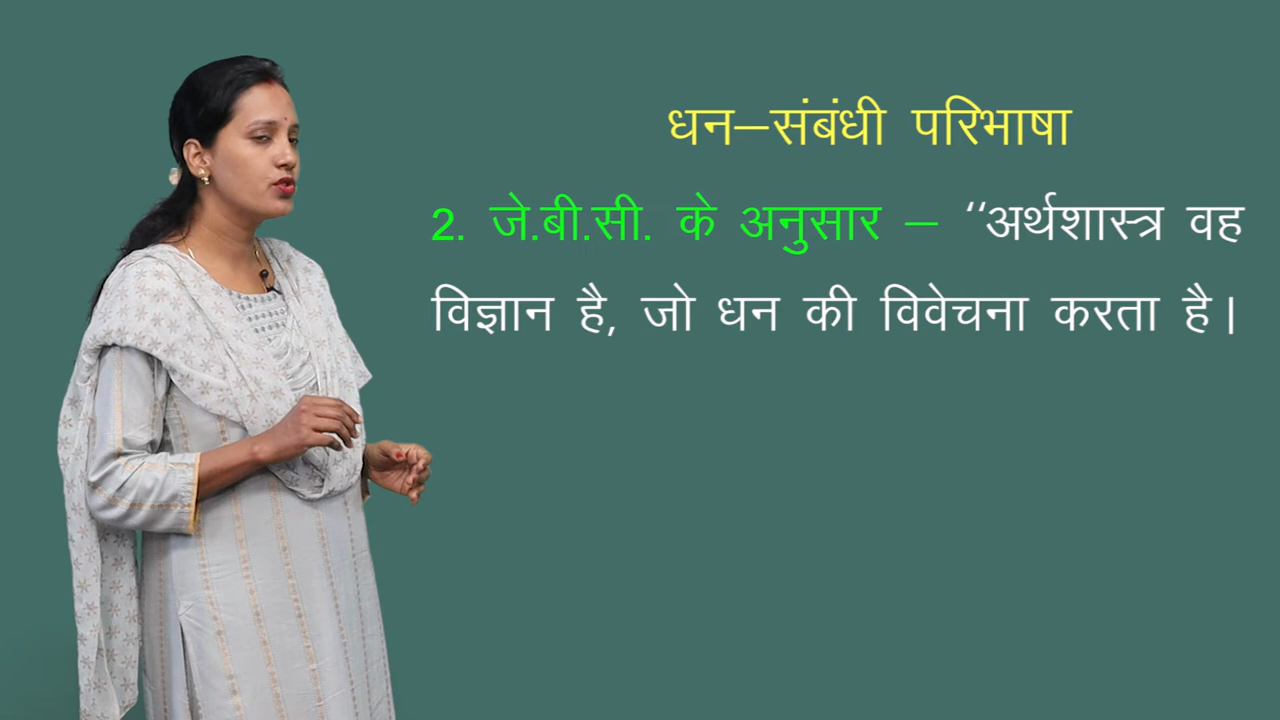 धन–संबंधी परिभाषा
2. जे.बी.सी. के अनुसार – ‘‘अर्थशास्त्र वह
विज्ञान है, जो धन की विवेचना करता है।